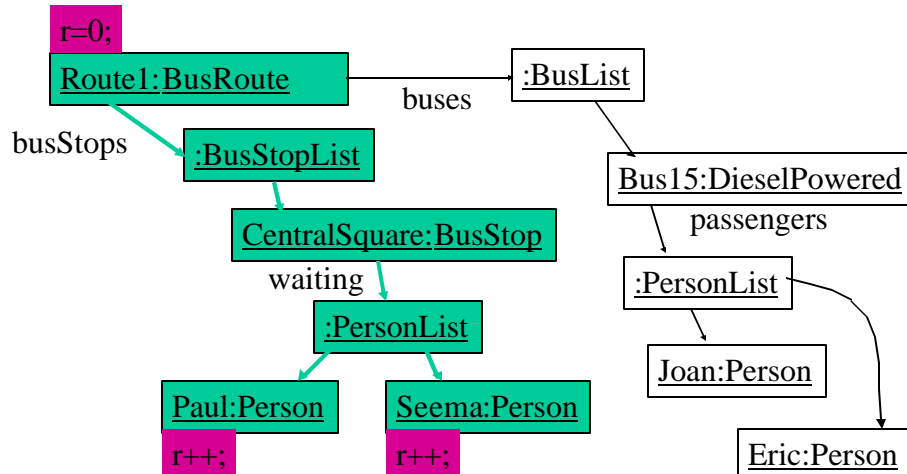 r=0;
Route1:BusRoute
buses
:BusList
busStops
:BusStopList
Bus15:DieselPowered
passengers
CentralSquare:BusStop
waiting
:PersonList
:PersonList
Joan:Person
Paul:Person
Seema:Person
r++;
r++;
Eric:Person